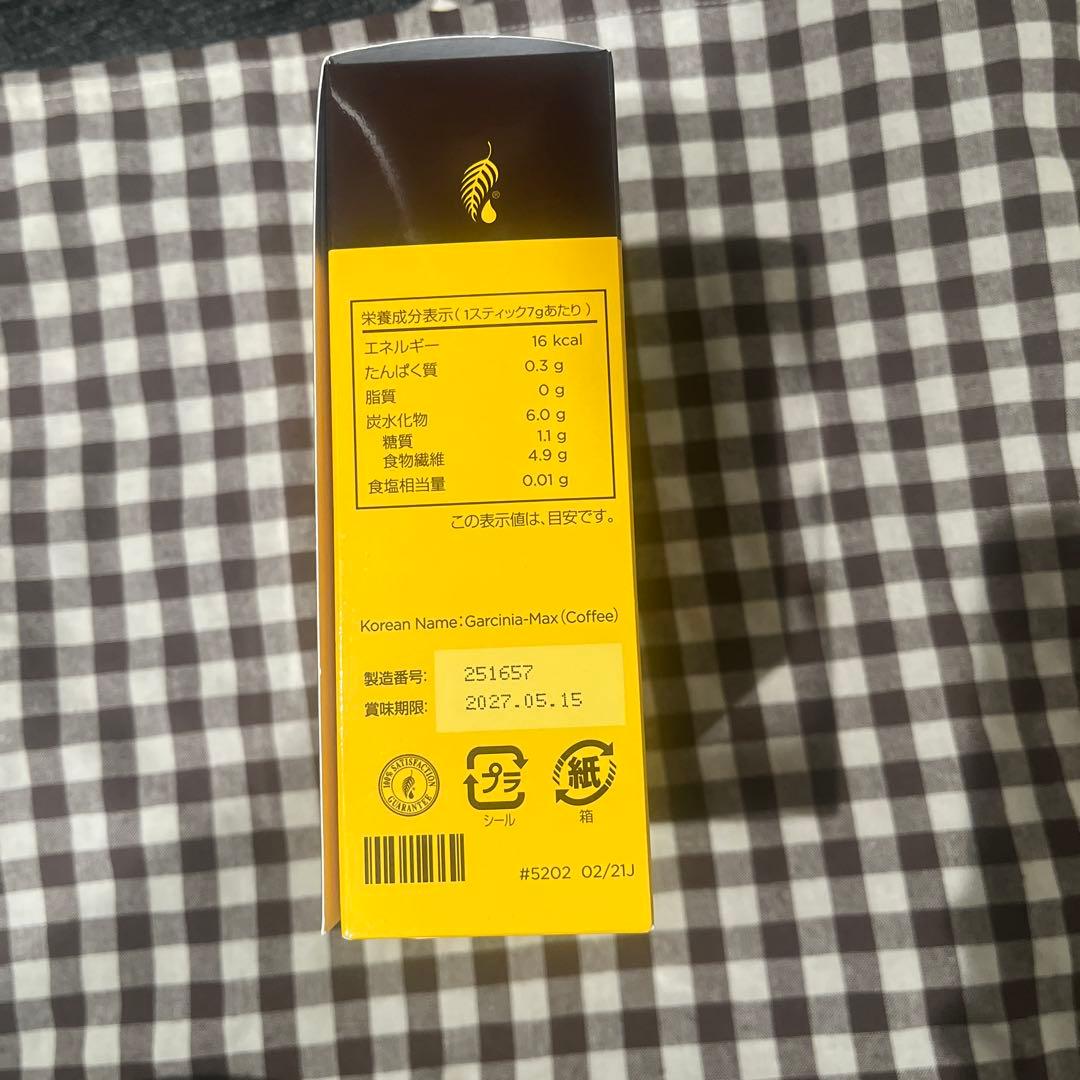 ®
栄養成分表示(1スティック7gあたり)
エネルギー 16 kcal
たんぱく質 0.3 g
脂質 0 g
炭水化物 6.0 g
糖質 1.1 g
食物繊維 4.9 g
食塩相当量 0.01 g
この表示値は、目安です。
Korean Name:Garcinia-Max(Coffee)
製造番号: 251657
賞味期限: 2027.05.15
100% SATISFACTION GUARANTEE
プラ
シール
紙
箱
#5202 02/21J